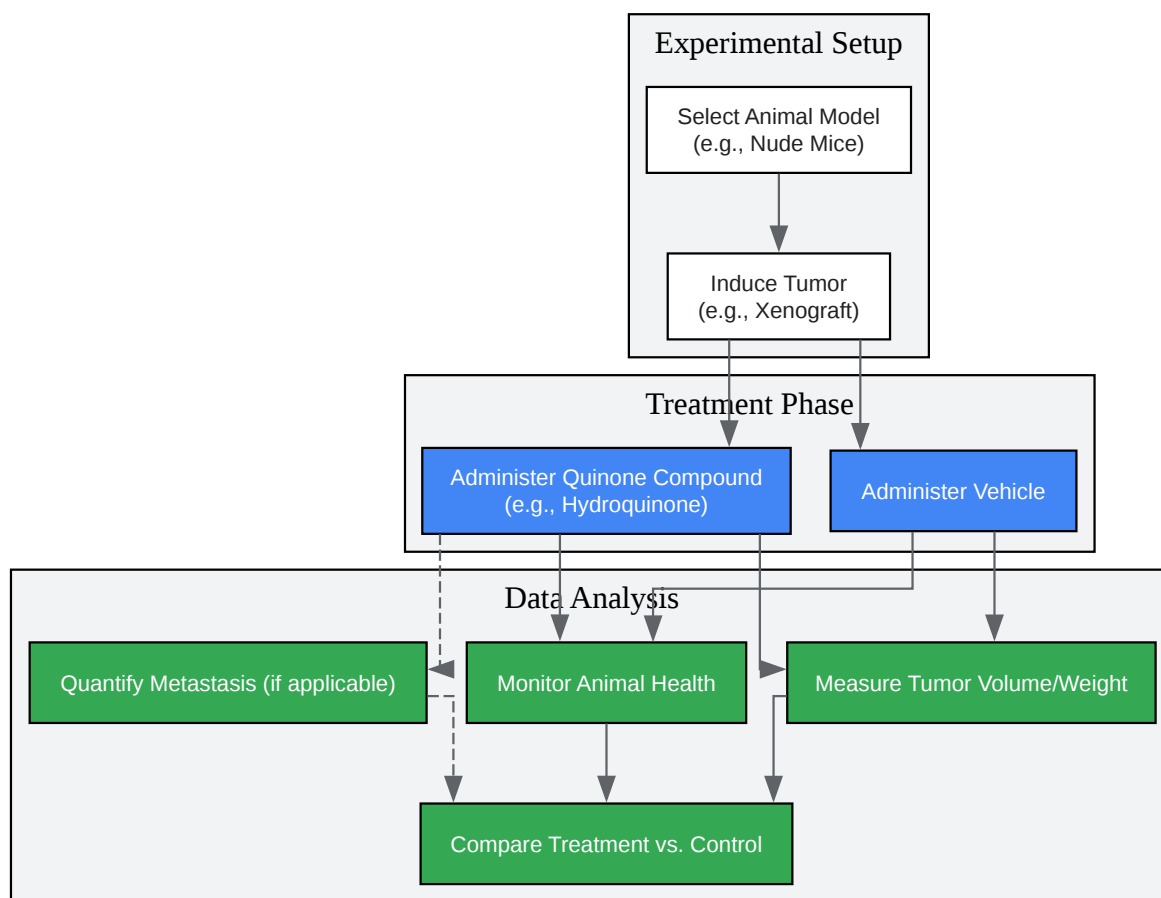 Experimental Setup
Select Animal Model
(e.g., Nude Mice)
Induce Tumor
(e.g., Xenograft)
Treatment Phase
Administer Quinone Compound
(e.g., Hydroquinone)
Administer Vehicle
Data Analysis
Quantify Metastasis (if applicable)
Monitor Animal Health
Measure Tumor Volume/Weight
Compare Treatment vs. Control